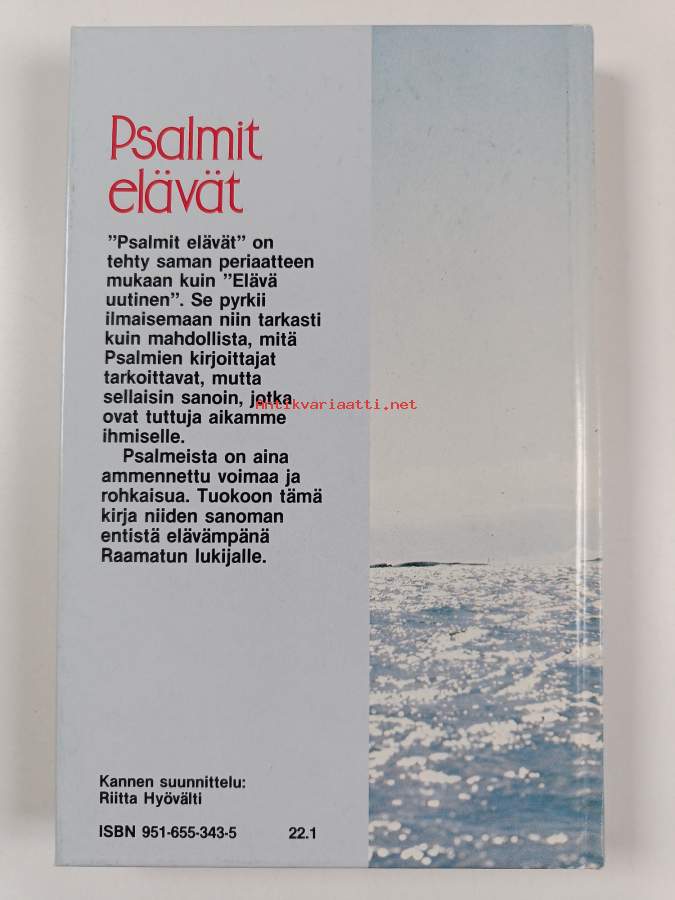 Psalmit
elävät
”Psalmit elävät” on
tehty saman periaatteen
mukaan kuin ”Elävä
uutinen”. Se pyrkii
ilmaisemaan niin tarkasti
kuin mahdollista, mitä
Psalmien kirjoittajat
tarkoittavat, mutta
sellaisin sanoin, jotka
ovat tuttuja aikamme
ihmiselle.
Psalmeista on aina
ammennettu voimaa ja
rohkaisua. Tuokoon tämä
kirja niiden sanoman
entistä elävämpänä
Raamatun lukijalle.
Antikvariaatti.net
Kannen suunnittelu:
Riitta Hyövälti
ISBN 951-655-343-5 22.1